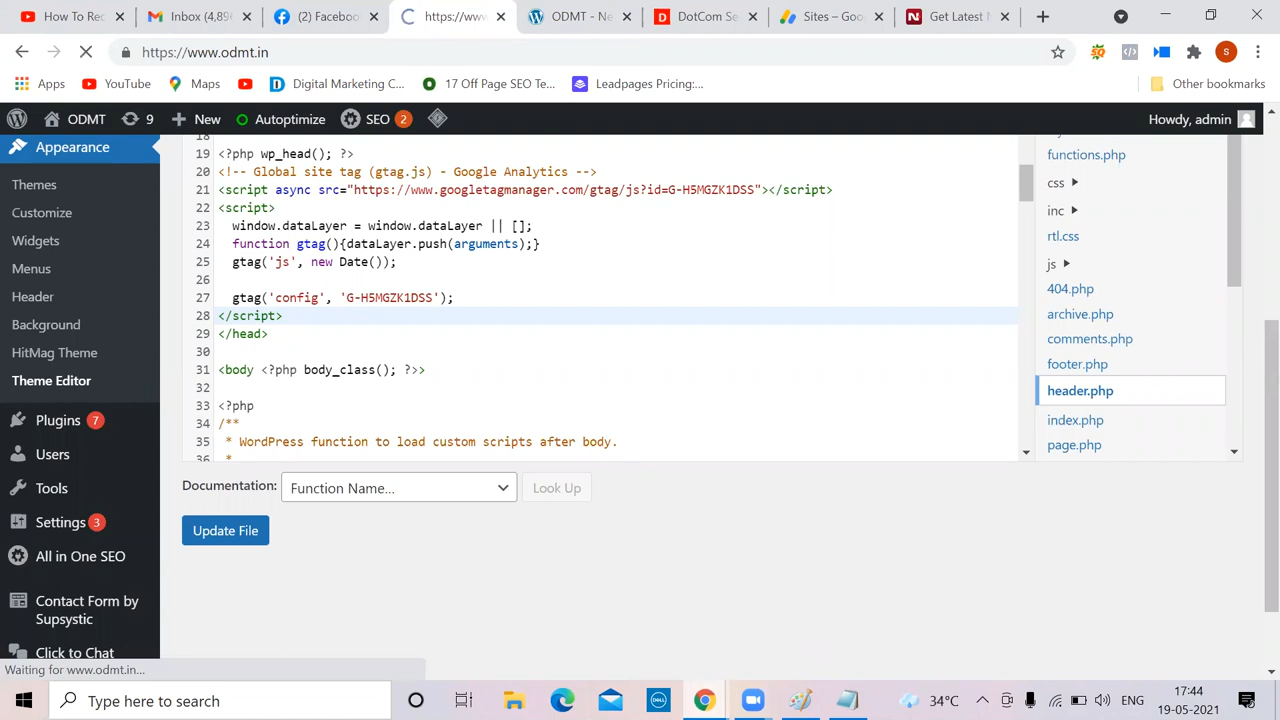 How To Rec
Inbox (4,89
(2) Faceboo
https://ww
ODMT - Ne
DotCom Se
Sites – Goo
Get Latest N
https://www.odmt.in
Apps
YouTube
Maps
Digital Marketing C...
17 Off Page SEO Te...
Leadpages Pricing:...
Other bookmarks
ODMT
9
New
Autoptimize
SEO 2
Howdy, admin
Appearance
Themes
Customize
Widgets
Menus
Header
Background
HitMag Theme
Theme Editor
Plugins 7
Users
Tools
Settings 3
All in One SEO
Contact Form by
Supsystic
Click to Chat
18
19 <?php wp_head(); ?>
20 <!-- Global site tag (gtag.js) - Google Analytics -->
21 <script async src="https://www.googletagmanager.com/gtag/js?id=G-H5MGZK1DSS"></script>
22 <script>
23 window.dataLayer = window.dataLayer || [];
24 function gtag(){dataLayer.push(arguments);}
25 gtag('js', new Date());
26
27 gtag('config', 'G-H5MGZK1DSS');
28 </script>
29 </head>
30
31 <body <?php body_class(); ?>>
32
33 <?php
34 /**
35 * WordPress function to load custom scripts after body.
36 *
functions.php
css
inc
rtl.css
js
404.php
archive.php
comments.php
footer.php
header.php
index.php
page.php
Documentation:
Function Name...
Look Up
Update File
Waiting for www.odmt.in...
Type here to search
DELL
34°C
ENG
17:44
19-05-2021